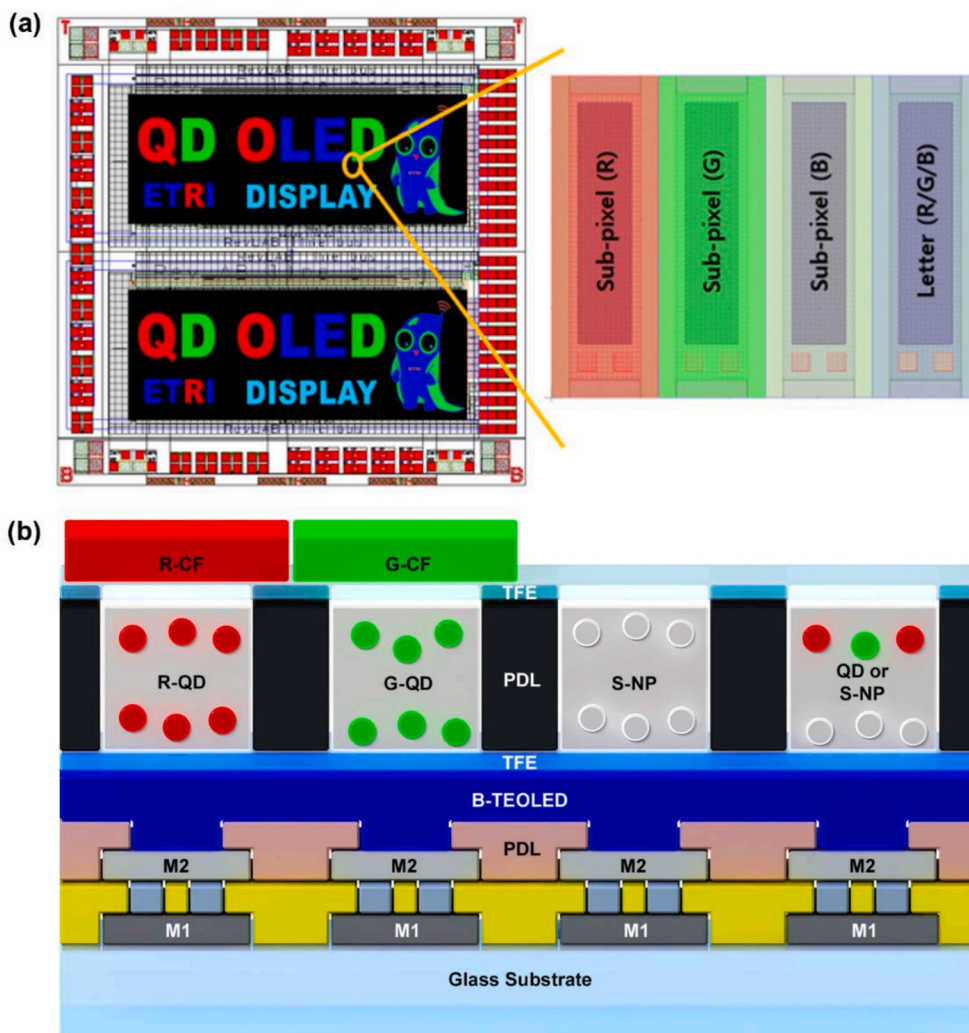 (a)
T T
QD OLED
ETRI DISPLAY
QD OLED
ETRI DISPLAY
B B
Sub-pixel (R)
Sub-pixel (G)
Sub-pixel (B)
Letter (R/G/B)
(b)
R-CF G-CF
TFE
R-QD G-QD PDL S-NP QD or
S-NP
TFE
B-TEOLED
PDL
M2 M2 M2 M2
M1 M1 M1 M1
Glass Substrate